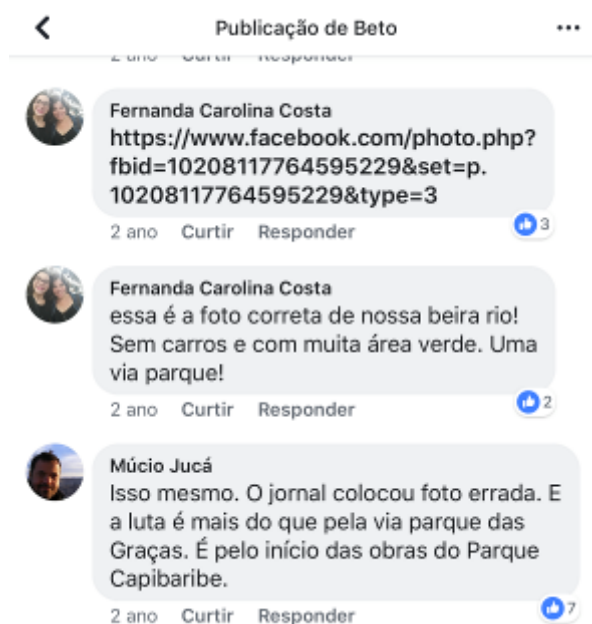 Publicação de Beto
2 ano Curtir Responder
Fernanda Carolina Costa
https://www.facebook.com/photo.php?
fbid=10208117764595229&set=p.
10208117764595229&type=3
2 ano Curtir Responder
3
Fernanda Carolina Costa
essa é a foto correta de nossa beira rio!
Sem carros e com muita área verde. Uma
via parque!
2 ano Curtir Responder
2
Múcio Jucá
Isso mesmo. O jornal colocou foto errada. E
a luta é mais do que pela via parque das
Graças. É pelo início das obras do Parque
Capibaribe.
2 ano Curtir Responder
7